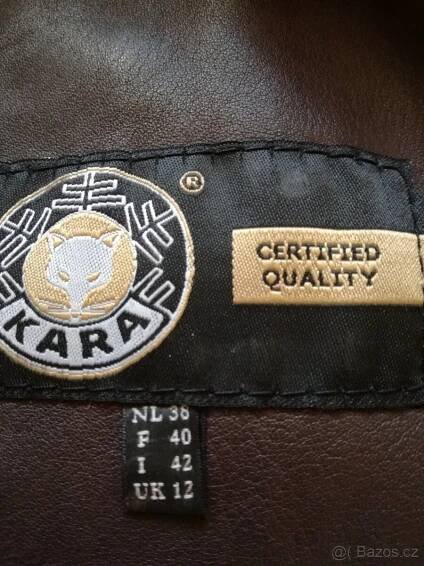 ®
CERTIFIED
QUALITY
KARA
NL 38
F 40
I 42
UK 12
@( Bazos.cz